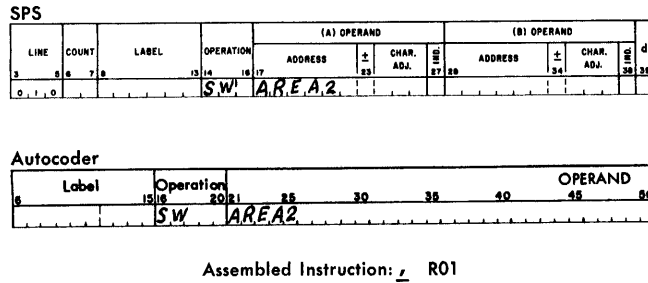 SPS
(A) OPERAND (B) OPERAND
LINE COUNT LABEL OPERATION ADDRESS ± CHAR. ADJ. IND. ADDRESS ± CHAR. ADJ. IND. d
3 5 6 7 8 13 14 16 17 23 27 28 34 38 39
0 1 0 SW AREA2
Autocoder
Label Operation OPERAND
6 15 16 20 21 25 30 35 40 45 50
SW AREA2
Assembled Instruction: , R01